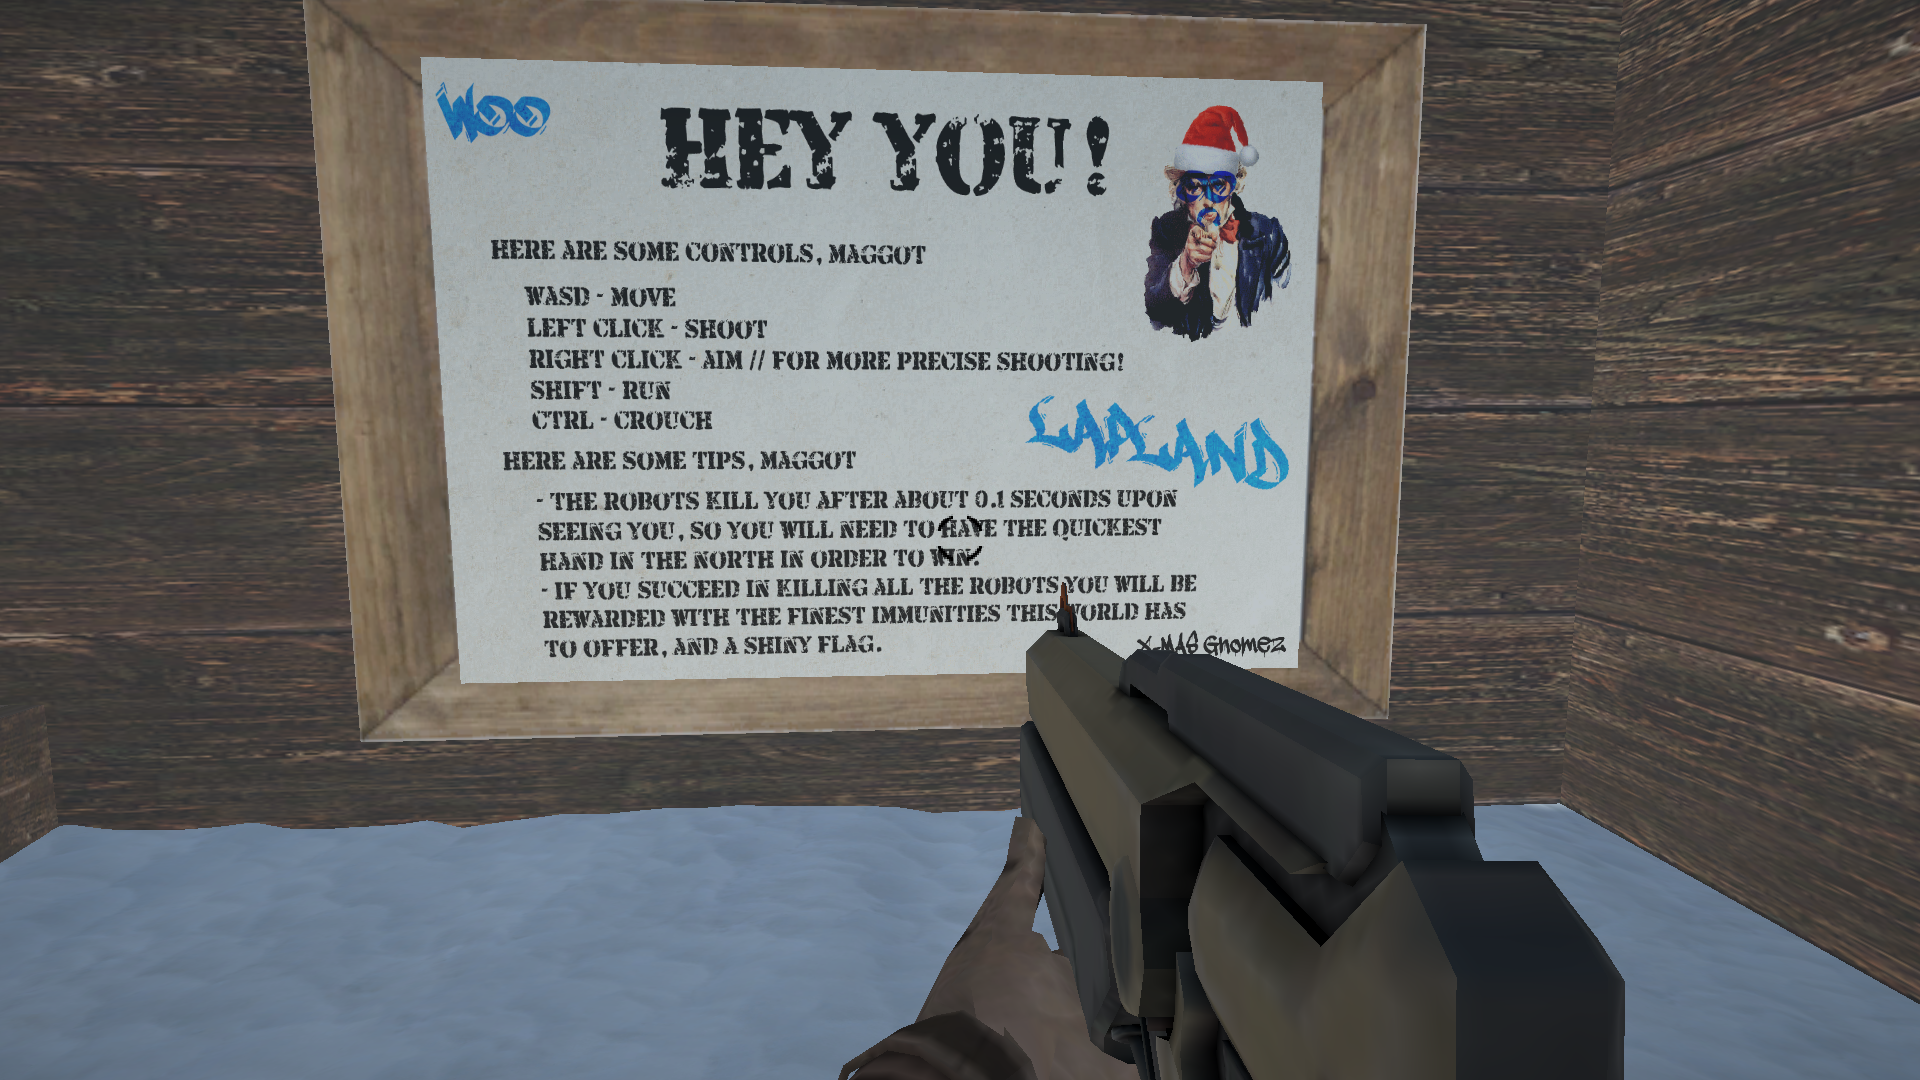 WOO
HEY YOU!
HERE ARE SOME CONTROLS, MAGGOT
WASD - MOVE
LEFT CLICK - SHOOT
RIGHT CLICK - AIM // FOR MORE PRECISE SHOOTING!
SHIFT - RUN
CTRL - CROUCH
LAPLAND
HERE ARE SOME TIPS, MAGGOT
- THE ROBOTS KILL YOU AFTER ABOUT 0.1 SECONDS UPON
SEEING YOU, SO YOU WILL NEED TO HAVE THE QUICKEST
HAND IN THE NORTH IN ORDER TO WIN.
- IF YOU SUCCEED IN KILLING ALL THE ROBOTS YOU WILL BE
REWARDED WITH THE FINEST IMMUNITIES THIS WORLD HAS
TO OFFER, AND A SHINY FLAG.
X-MAS Gnomez